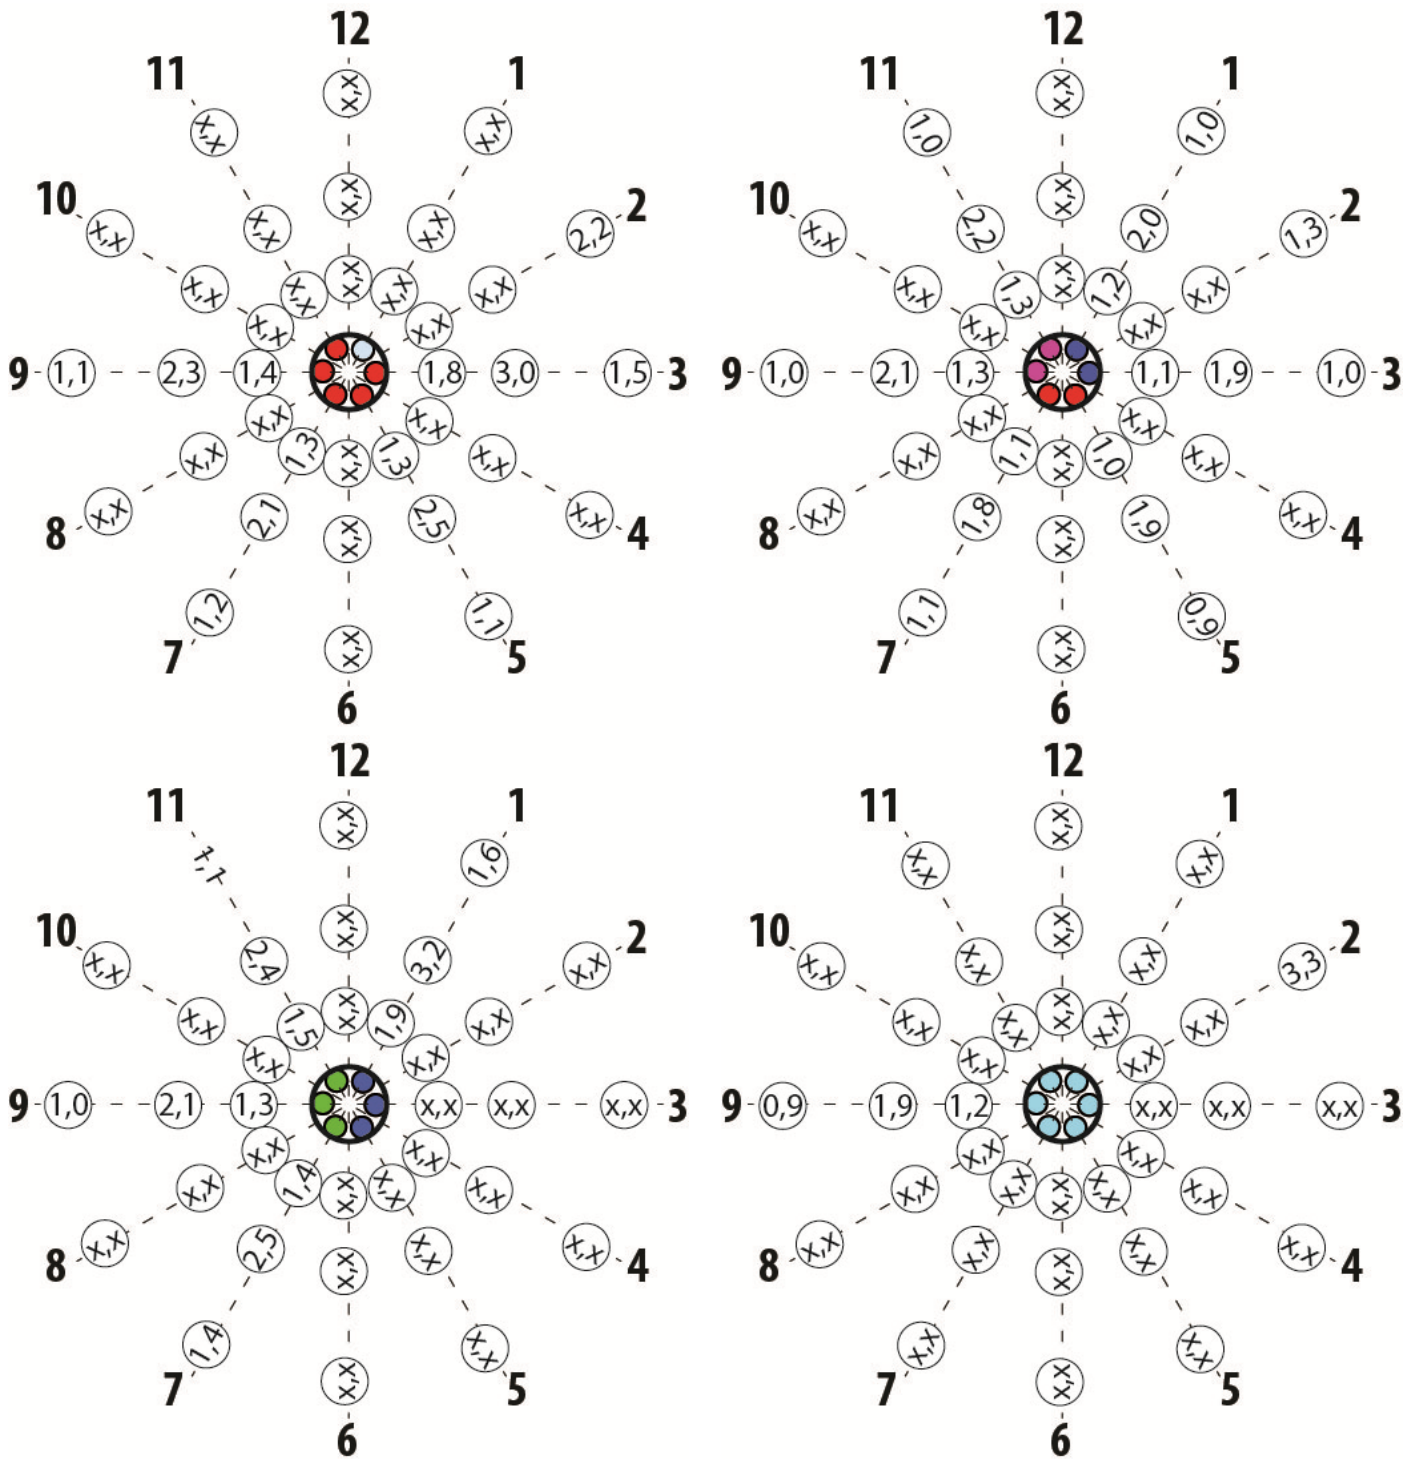 12
11 1
x,x
x,x x,x
10 2
x,x
x,x x,x x,x 2,2
x,x x,x x,x
x,x x,x
x,x x,x
9 1,1 2,3 1,4 1,8 3,0 1,5 3
x,x x,x
x,x 1,3 x,x 1,3 x,x
x,x 2,1 2,5 x,x
8 x,x 4
1,2 1,1
x,x
7 5
6
12
11 1
x,x
1,0 1,0
10 2
x,x
x,x 2,2 2,0 1,3
x,x x,x x,x
1,3 1,2
x,x x,x
9 1,0 2,1 1,3 1,1 1,9 1,0 3
x,x x,x
x,x 1,1 x,x 1,0 x,x
x,x 1,8 1,9 x,x
8 x,x 4
1,1 0,9
x,x
7 5
6
12
11 1
x,x
1,1 1,6
10 2
x,x
x,x 2,4 3,2 x,x
x,x x,x x,x
1,5 1,9
x,x x,x
9 1,0 2,1 1,3 x,x x,x x,x 3
x,x x,x
x,x 1,4 x,x x,x x,x
x,x 2,5 x,x x,x
8 x,x 4
1,4 x,x
x,x
7 5
6
12
11 1
x,x
x,x x,x
10 2
x,x
x,x x,x x,x 3,3
x,x x,x x,x
x,x x,x
x,x x,x
9 0,9 1,9 1,2 x,x x,x x,x 3
x,x x,x
x,x x,x x,x x,x x,x
x,x x,x x,x x,x
8 x,x 4
x,x x,x
x,x
7 5
6